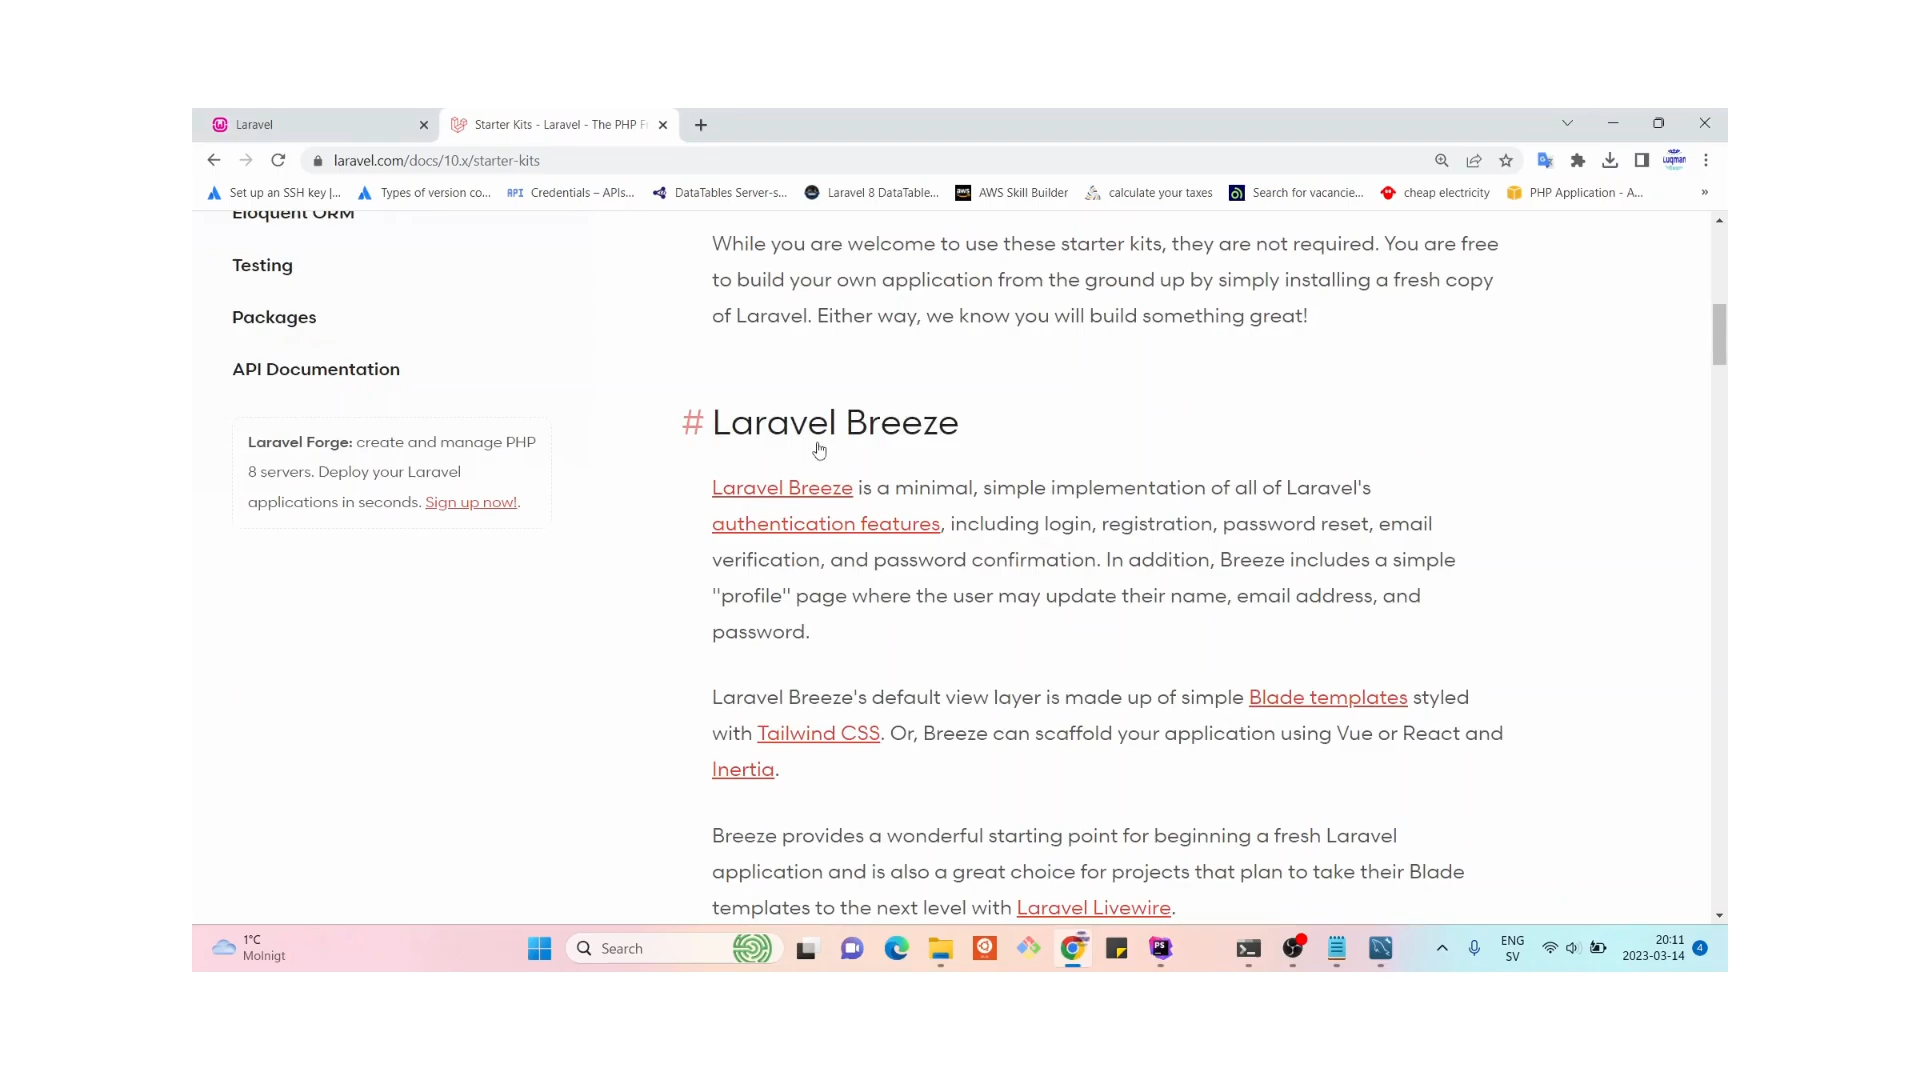 Laravel
Starter Kits - Laravel - The PHP F
laravel.com/docs/10.x/starter-kits
Luqman
Set up an SSH key |...
Types of version co...
API Credentials – APIs...
DataTables Server-s...
Laravel 8 DataTable...
aws AWS Skill Builder
calculate your taxes
Search for vacancie...
cheap electricity
PHP Application - A...
»
Eloquent ORM
Testing
Packages
API Documentation
Laravel Forge: create and manage PHP
8 servers. Deploy your Laravel
applications in seconds. Sign up now!.
While you are welcome to use these starter kits, they are not required. You are free
to build your own application from the ground up by simply installing a fresh copy
of Laravel. Either way, we know you will build something great!
# Laravel Breeze
Laravel Breeze is a minimal, simple implementation of all of Laravel's
authentication features, including login, registration, password reset, email
verification, and password confirmation. In addition, Breeze includes a simple
"profile" page where the user may update their name, email address, and
password.
Laravel Breeze's default view layer is made up of simple Blade templates styled
with Tailwind CSS. Or, Breeze can scaffold your application using Vue or React and
Inertia.
Breeze provides a wonderful starting point for beginning a fresh Laravel
application and is also a great choice for projects that plan to take their Blade
templates to the next level with Laravel Livewire.
1°C
Molnigt
Search
PS
ENG
SV
20:11
2023-03-14
4